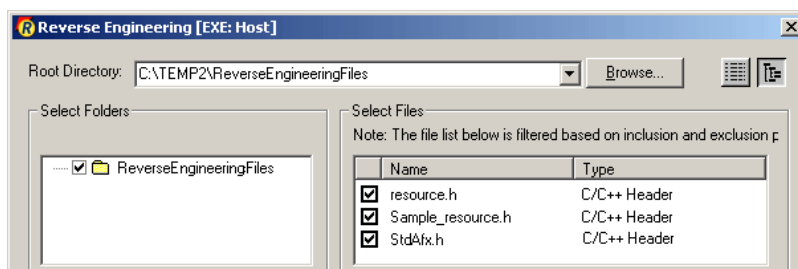 Reverse Engineering [EXE: Host]
Root Directory: C:\TEMP2\ReverseEngineeringFiles Browse...
Select Folders
ReverseEngineeringFiles
Select Files
Note: The file list below is filtered based on inclusion and exclusion p
Name Type
resource.h C/C++ Header
Sample_resource.h C/C++ Header
StdAfx.h C/C++ Header